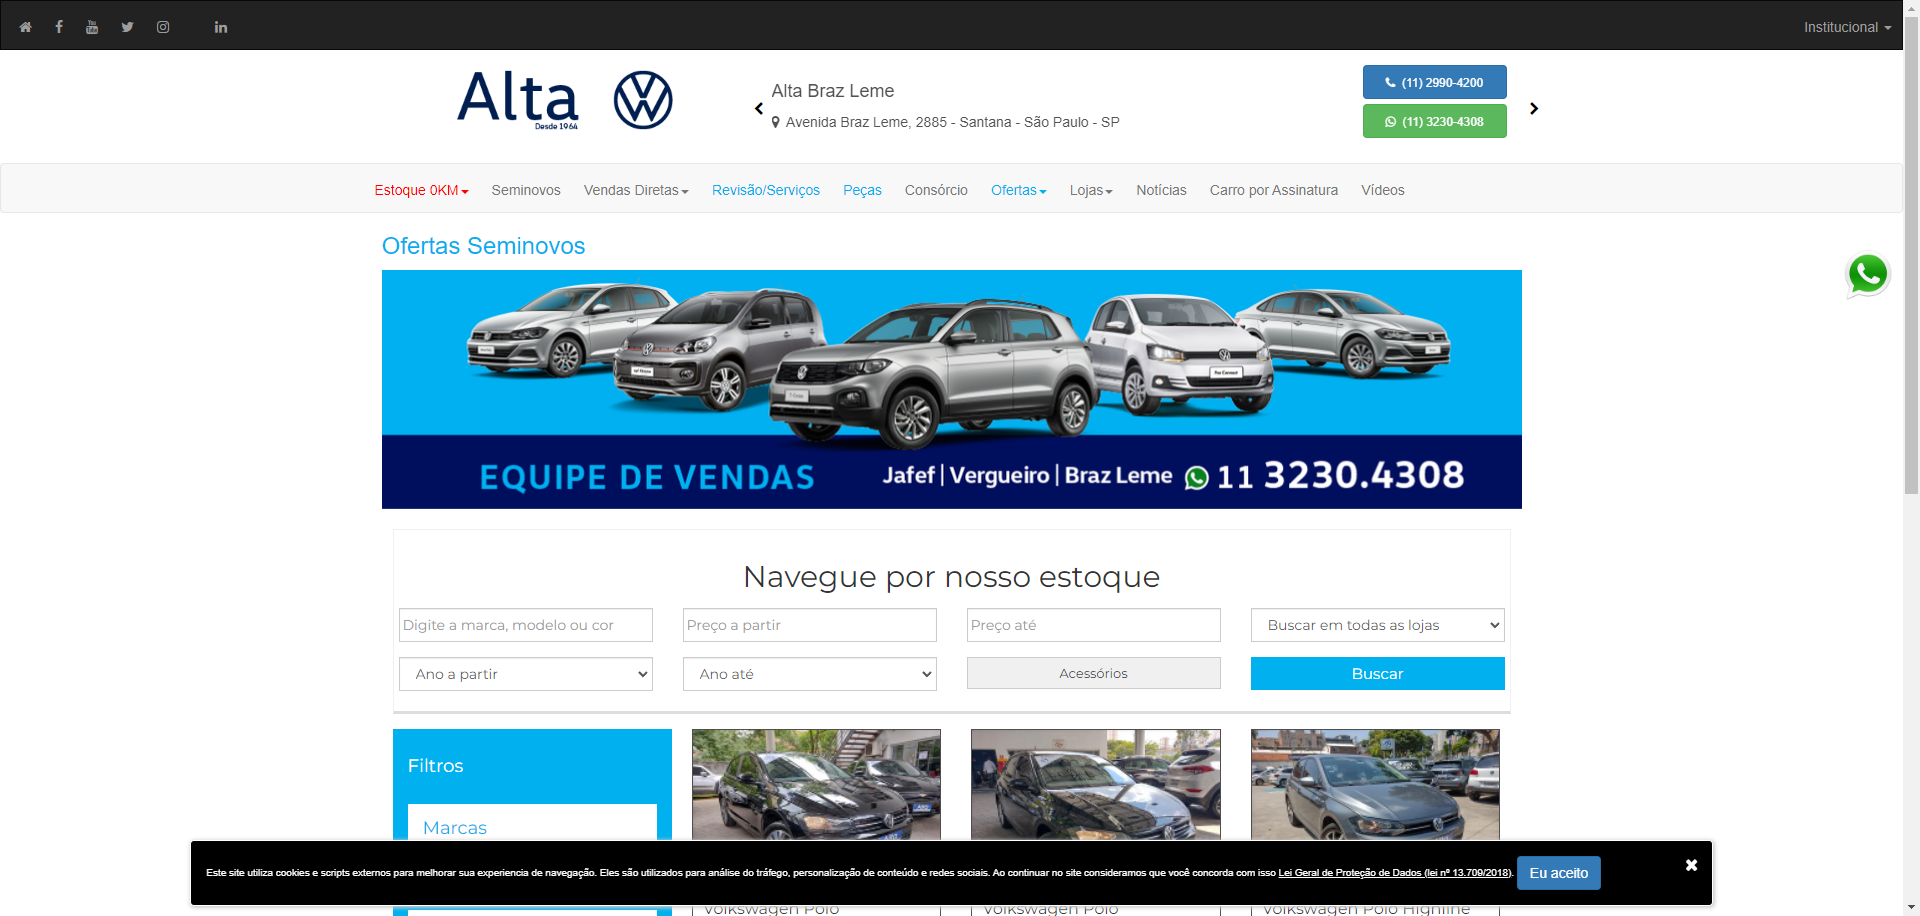 Institucional
Alta
Desde 1964
Alta Braz Leme
Avenida Braz Leme, 2885 - Santana - São Paulo - SP
(11) 2990-4200
(11) 3230-4308
Estoque 0KM Seminovos Vendas Diretas Revisão/Serviços Peças Consórcio Ofertas Lojas Notícias Carro por Assinatura Vídeos
Ofertas Seminovos
EQUIPE DE VENDAS Jafef | Vergueiro | Braz Leme 11 3230.4308
Navegue por nosso estoque
Digite a marca, modelo ou cor Preço a partir Preço até Buscar em todas as lojas
Ano a partir Ano até Acessórios Buscar
Filtros
Marcas
Este site utiliza cookies e scripts externos para melhorar sua experiencia de navegação. Eles são utilizados para análise do tráfego, personalização de conteúdo e redes sociais. Ao continuar no site consideramos que você concorda com isso Lei Geral de Proteção de Dados (lei nº 13.709/2018). Eu aceito
Volkswagen Polo Volkswagen Polo Volkswagen Polo Highline